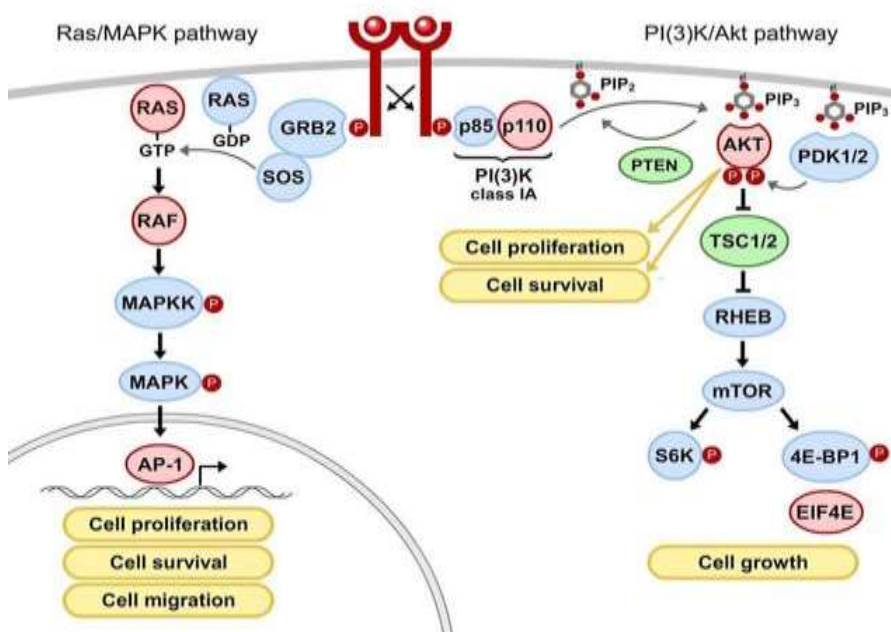 Ras/MAPK pathway
PI(3)K/Akt pathway
RAS
GTP
RAS
GDP
GRB2
SOS
P
P
p85
p110
PI(3)K
class IA
PIP2
PTEN
PIP3
AKT
P P
PIP3
PDK1/2
RAF
Cell proliferation
Cell survival
TSC1/2
MAPKK
P
RHEB
MAPK
P
mTOR
AP-1
S6K
P
4E-BP1
P
EIF4E
Cell proliferation
Cell survival
Cell migration
Cell growth